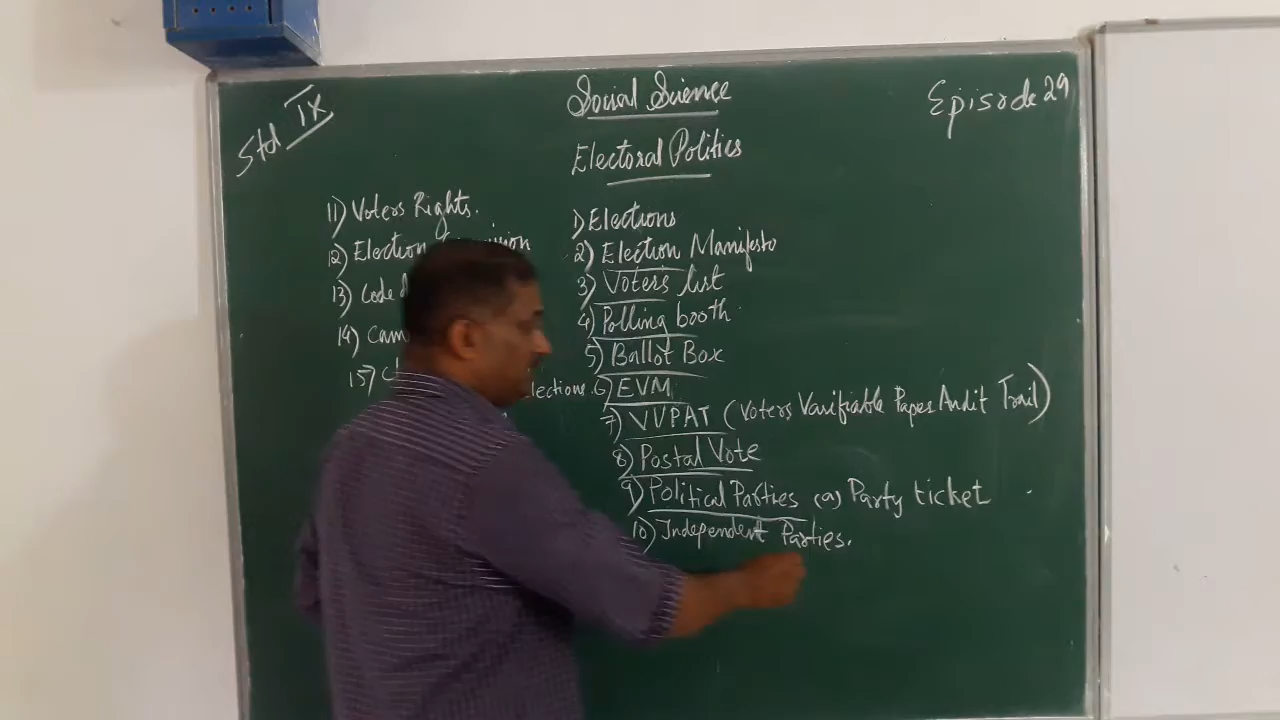 Std IX
Social Science
Episode 29
Electoral Politics
11) Voters Rights.
12) Election
13) Code
14)
15)
lections.
1) Elections
2) Election Manifesto
3) Voters list
4) Polling booth
5) Ballot Box
6) EVM
7) VVPAT (Voters Varifiable Paper Audit Trail)
8) Postal Vote
9) Political Parties (a) Party ticket
10) Independent Parties.